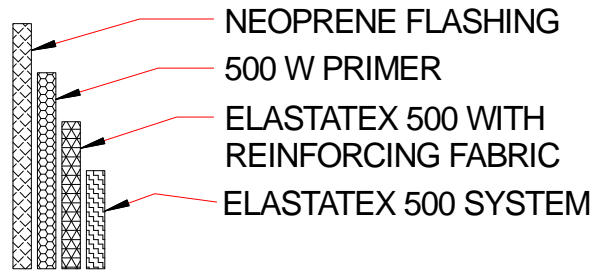 NEOPRENE FLASHING
500 W PRIMER
ELASTATEX 500 WITH
REINFORCING FABRIC
ELASTATEX 500 SYSTEM